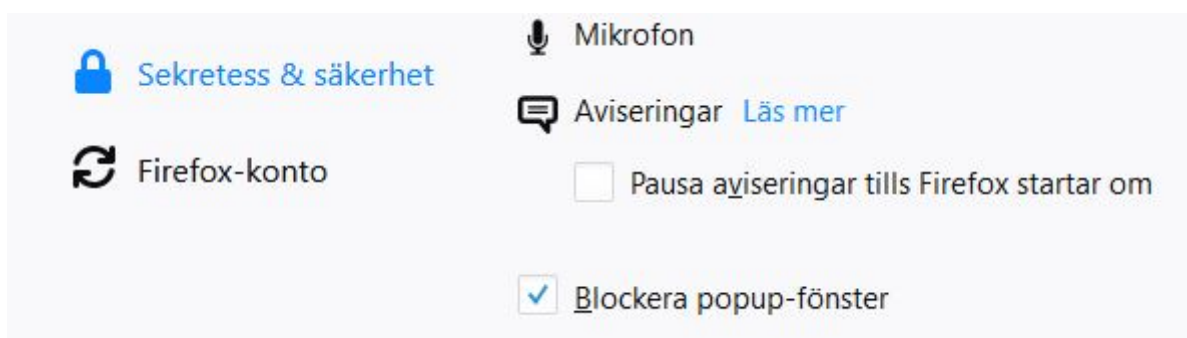 Sekretess & säkerhet
Firefox-konto
Mikrofon
Aviseringar Läs mer
Pausa aviseringar tills Firefox startar om
Blockera popup-fönster